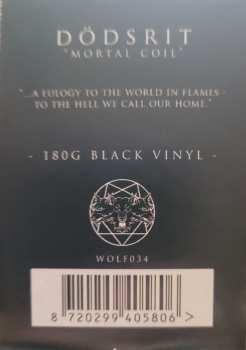 DÖDSRIT
"MORTAL COIL"
"...A EULOGY TO THE WORLD IN FLAMES -
TO THE HELL WE CALL OUR HOME."
- 180G BLACK VINYL -
WOLF034
8 720299 405806 >